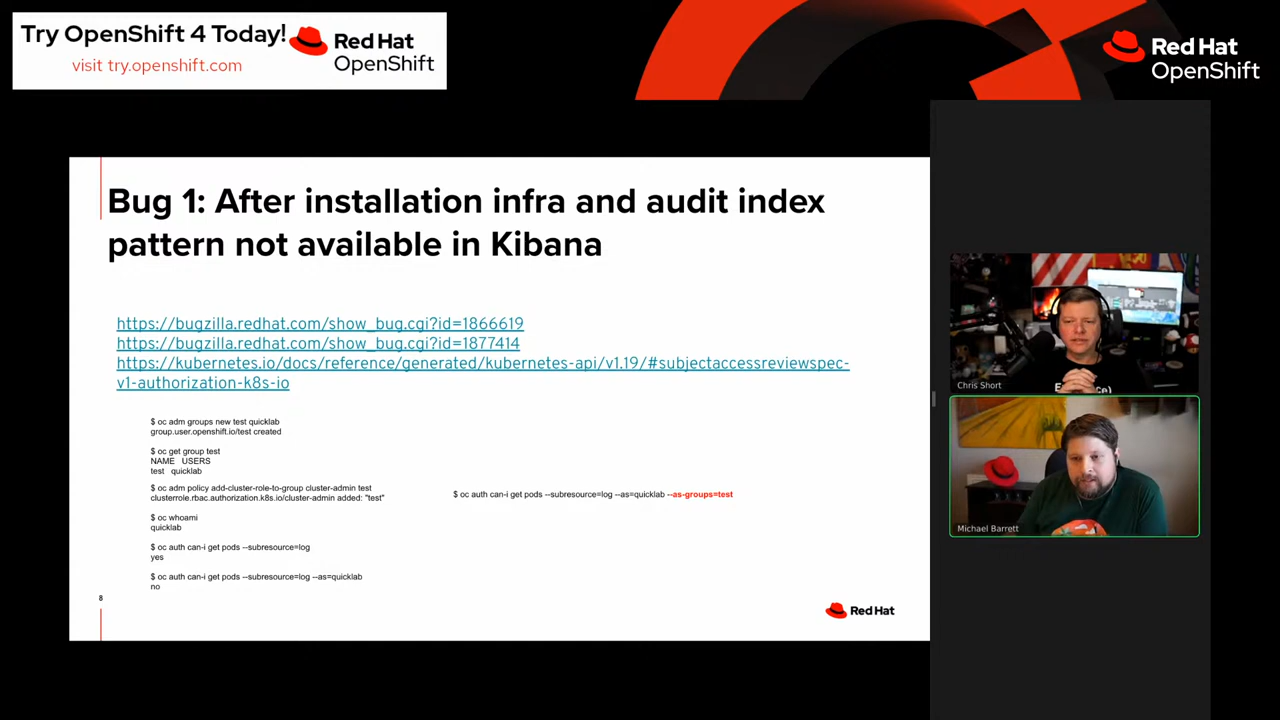 Try OpenShift 4 Today!
visit try.openshift.com
Red Hat
OpenShift
Red Hat
OpenShift
Bug 1: After installation infra and audit index
pattern not available in Kibana
https://bugzilla.redhat.com/show_bug.cgi?id=1866619
https://bugzilla.redhat.com/show_bug.cgi?id=1877414
https://kubernetes.io/docs/reference/generated/kubernetes-api/v1.19/#subjectaccessreviewspec-
v1-authorization-k8s-io
$ oc adm groups new test quicklab
group.user.openshift.io/test created
$ oc get group test
NAME USERS
test quicklab
$ oc adm policy add-cluster-role-to-group cluster-admin test
clusterrole.rbac.authorization.k8s.io/cluster-admin added: "test"
$ oc whoami
quicklab
$ oc auth can-i get pods --subresource=log
yes
$ oc auth can-i get pods --subresource=log --as=quicklab
no
$ oc auth can-i get pods --subresource=log --as=quicklab --as-groups=test
8
Red Hat
Chris Short
Michael Barrett